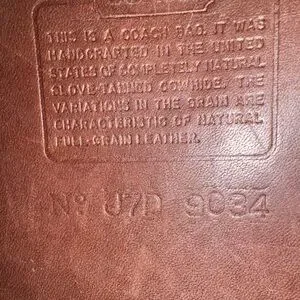 THIS IS A COACH BAG. IT WAS
HANDCRAFTED IN THE UNITED
STATES OF COMPLETELY NATURAL
GLOVE-TANNED COWHIDE. THE
VARIATIONS IN THE GRAIN ARE
CHARACTERISTIC OF NATURAL
FULL-GRAIN LEATHER.
Nº U7D 9034